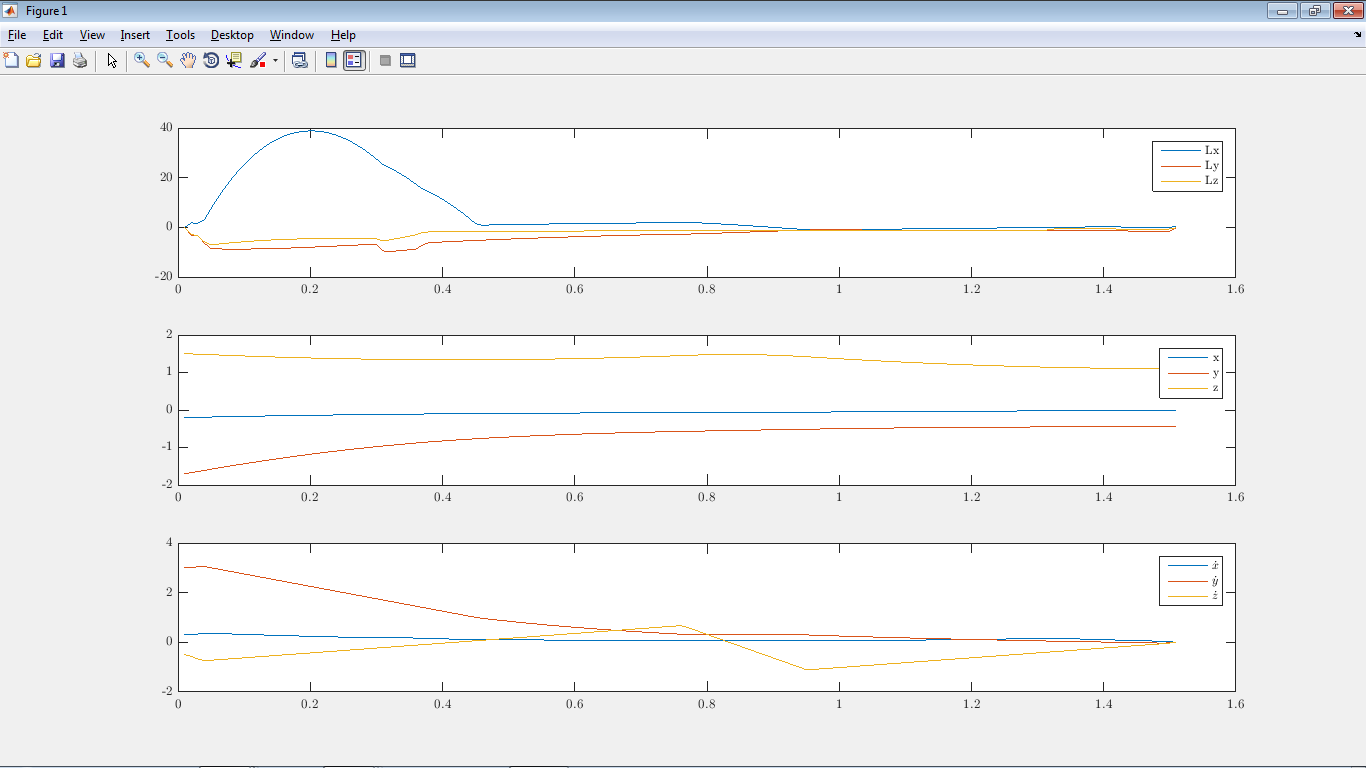 Figure 1
File Edit View Insert Tools Desktop Window Help
40
20
0
-20
0 0.2 0.4 0.6 0.8 1 1.2 1.4 1.6
Lx
Ly
Lz
2
1
0
-1
-2
0 0.2 0.4 0.6 0.8 1 1.2 1.4 1.6
x
y
z
4
2
0
-2
0 0.2 0.4 0.6 0.8 1 1.2 1.4 1.6
ẋ
ẏ
ż